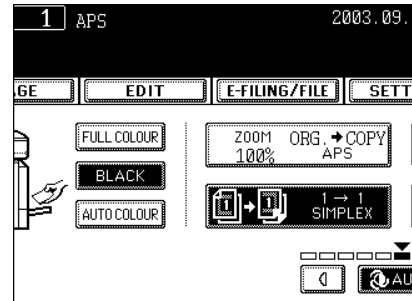 1 APS 2003.09.
GE EDIT E-FILING/FILE SETT
FULL COLOUR
ZOOM ORG.➔COPY
100% APS
BLACK
1 → 1
SIMPLEX
AUTO COLOUR
AU